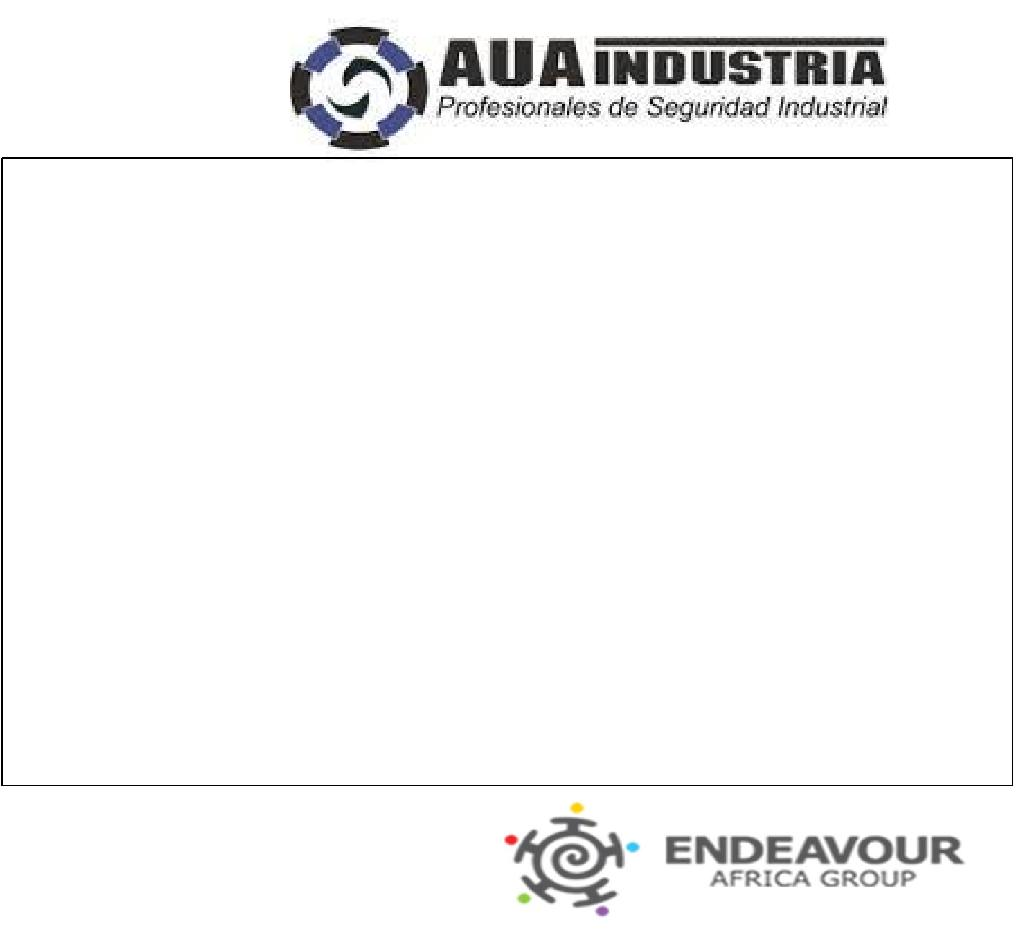 AUA INDUSTRIA
Profesionales de Seguridad Industrial
ENDEAVOUR
AFRICA GROUP